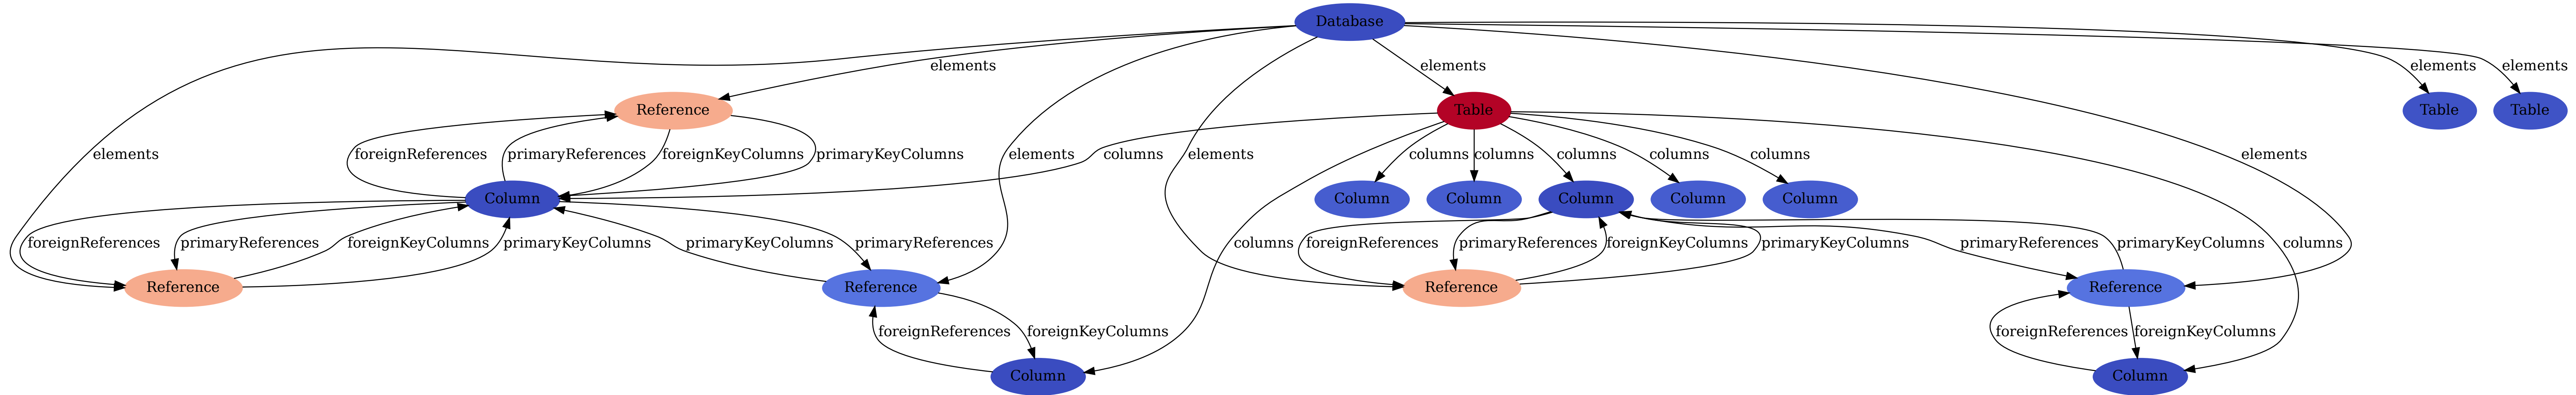 Database
elements elements elements elements
Reference Table Table Table
elements foreignReferences primaryReferences foreignKeyColumns primaryKeyColumns columns elements elements columns columns columns columns columns elements
Column Column Column Column Column Column
foreignReferences primaryReferences foreignKeyColumns primaryKeyColumns primaryKeyColumns primaryReferences columns foreignReferences primaryReferences foreignKeyColumns primaryKeyColumns primaryReferences primaryKeyColumns columns
Reference Reference Reference Reference
foreignReferences foreignKeyColumns foreignReferences foreignKeyColumns
Column Column